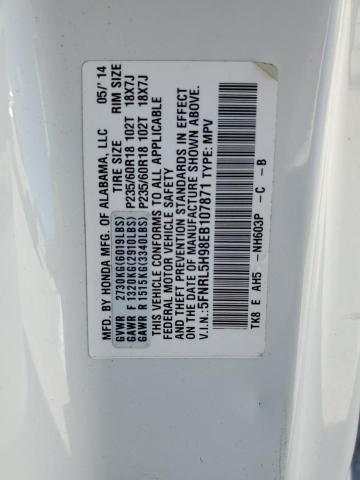 MFD. BY HONDA MFG. OF ALABAMA, LLC 05/'14
TIRE SIZE RIM SIZE
GVWR 2730KG(6019LBS)
GAWR F 1320KG(2910LBS) P235/60R18 102T 18X7J
GAWR R 1515KG(3340LBS) P235/60R18 102T 18X7J
THIS VEHICLE CONFORMS TO ALL APPLICABLE
FEDERAL MOTOR VEHICLE SAFETY, BUMPER AND
THEFT PREVENTION STANDARDS IN EFFECT
ON THE DATE OF MANUFACTURE SHOWN ABOVE.
V.I.N.:5FNRL5H98EB107871 TYPE: MPV
TK8 E AH5 -NH603P -C -B